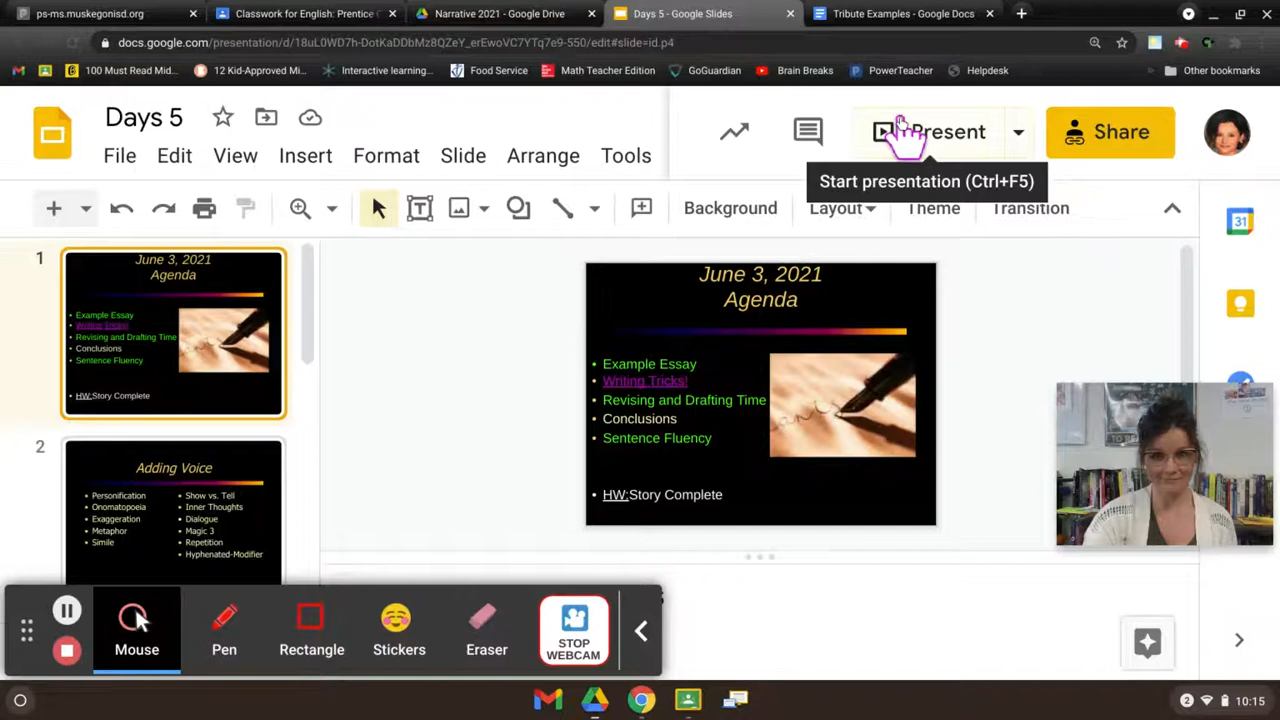 ps-ms.muskegonisd.org
Classwork for English: Prentice
Narrative 2021 - Google Drive
Days 5 - Google Slides
Tribute Examples - Google Docs
docs.google.com/presentation/d/18uL0WD7h-DotKaDDbMz8QZeY_erEwoVC7YTq7e9-550/edit#slide=id.p4
100 Must Read Mid...
12 Kid-Approved Mi...
Interactive learning...
Food Service
Math Teacher Edition
GoGuardian
Brain Breaks
PowerTeacher
Helpdesk
Other bookmarks
Days 5
File Edit View Insert Format Slide Arrange Tools
Present
Share
Start presentation (Ctrl+F5)
Background
Layout
Theme
Transition
31
1
June 3, 2021
Agenda
• Example Essay
• Writing Tricks!
• Revising and Drafting Time
• Conclusions
• Sentence Fluency
• HW:Story Complete
2
Adding Voice
• Personification
• Onomatopoeia
• Exaggeration
• Metaphor
• Simile
• Show vs. Tell
• Inner Thoughts
• Dialogue
• Magic 3
• Repetition
• Hyphenated-Modifier
June 3, 2021
Agenda
• Example Essay
• Writing Tricks!
• Revising and Drafting Time
• Conclusions
• Sentence Fluency
• HW:Story Complete
Mouse
Pen
Rectangle
Stickers
Eraser
STOP
WEBCAM
2
10:15